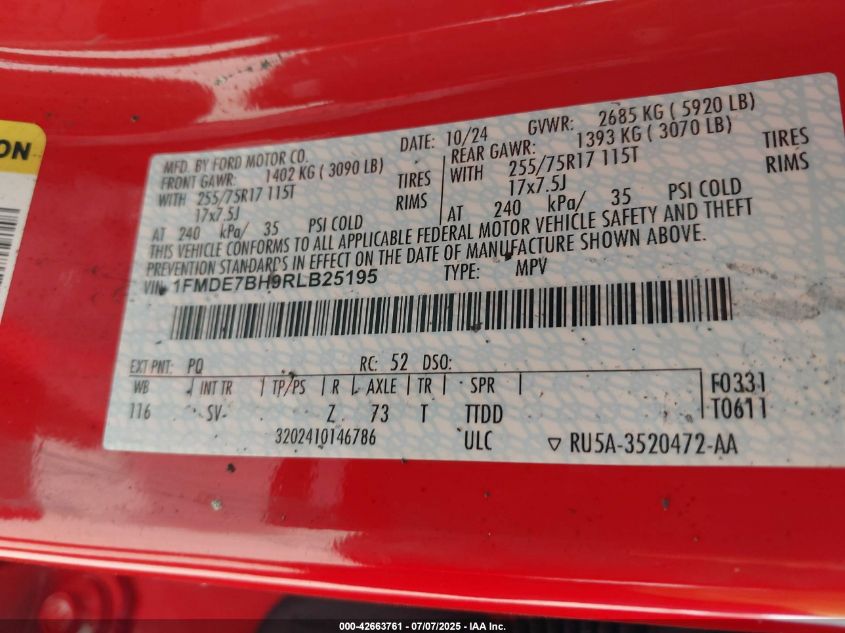 ON
MFD. BY FORD MOTOR CO.
DATE: 10/24 GVWR: 2685 KG ( 5920 LB)
FRONT GAWR: 1402 KG ( 3090 LB)
REAR GAWR: 1393 KG ( 3070 LB)
WITH 255/75R17 115T TIRES
WITH 255/75R17 115T TIRES
17x7.5J RIMS
17x7.5J RIMS
AT 240 kPa/ 35 PSI COLD
AT 240 kPa/ 35 PSI COLD
THIS VEHICLE CONFORMS TO ALL APPLICABLE FEDERAL MOTOR VEHICLE SAFETY AND THEFT
PREVENTION STANDARDS IN EFFECT ON THE DATE OF MANUFACTURE SHOWN ABOVE.
VIN: 1FMDE7BH9RLB25195 TYPE: MPV
EXT PNT: PQ RC: 52 DSO:
WB INT TR TP/PS R AXLE TR SPR F0331
116 SV- Z 73 T TTDD T0611
3202410146786 ULC RU5A-3520472-AA
000-42663761 - 07/07/2025 - IAA Inc.